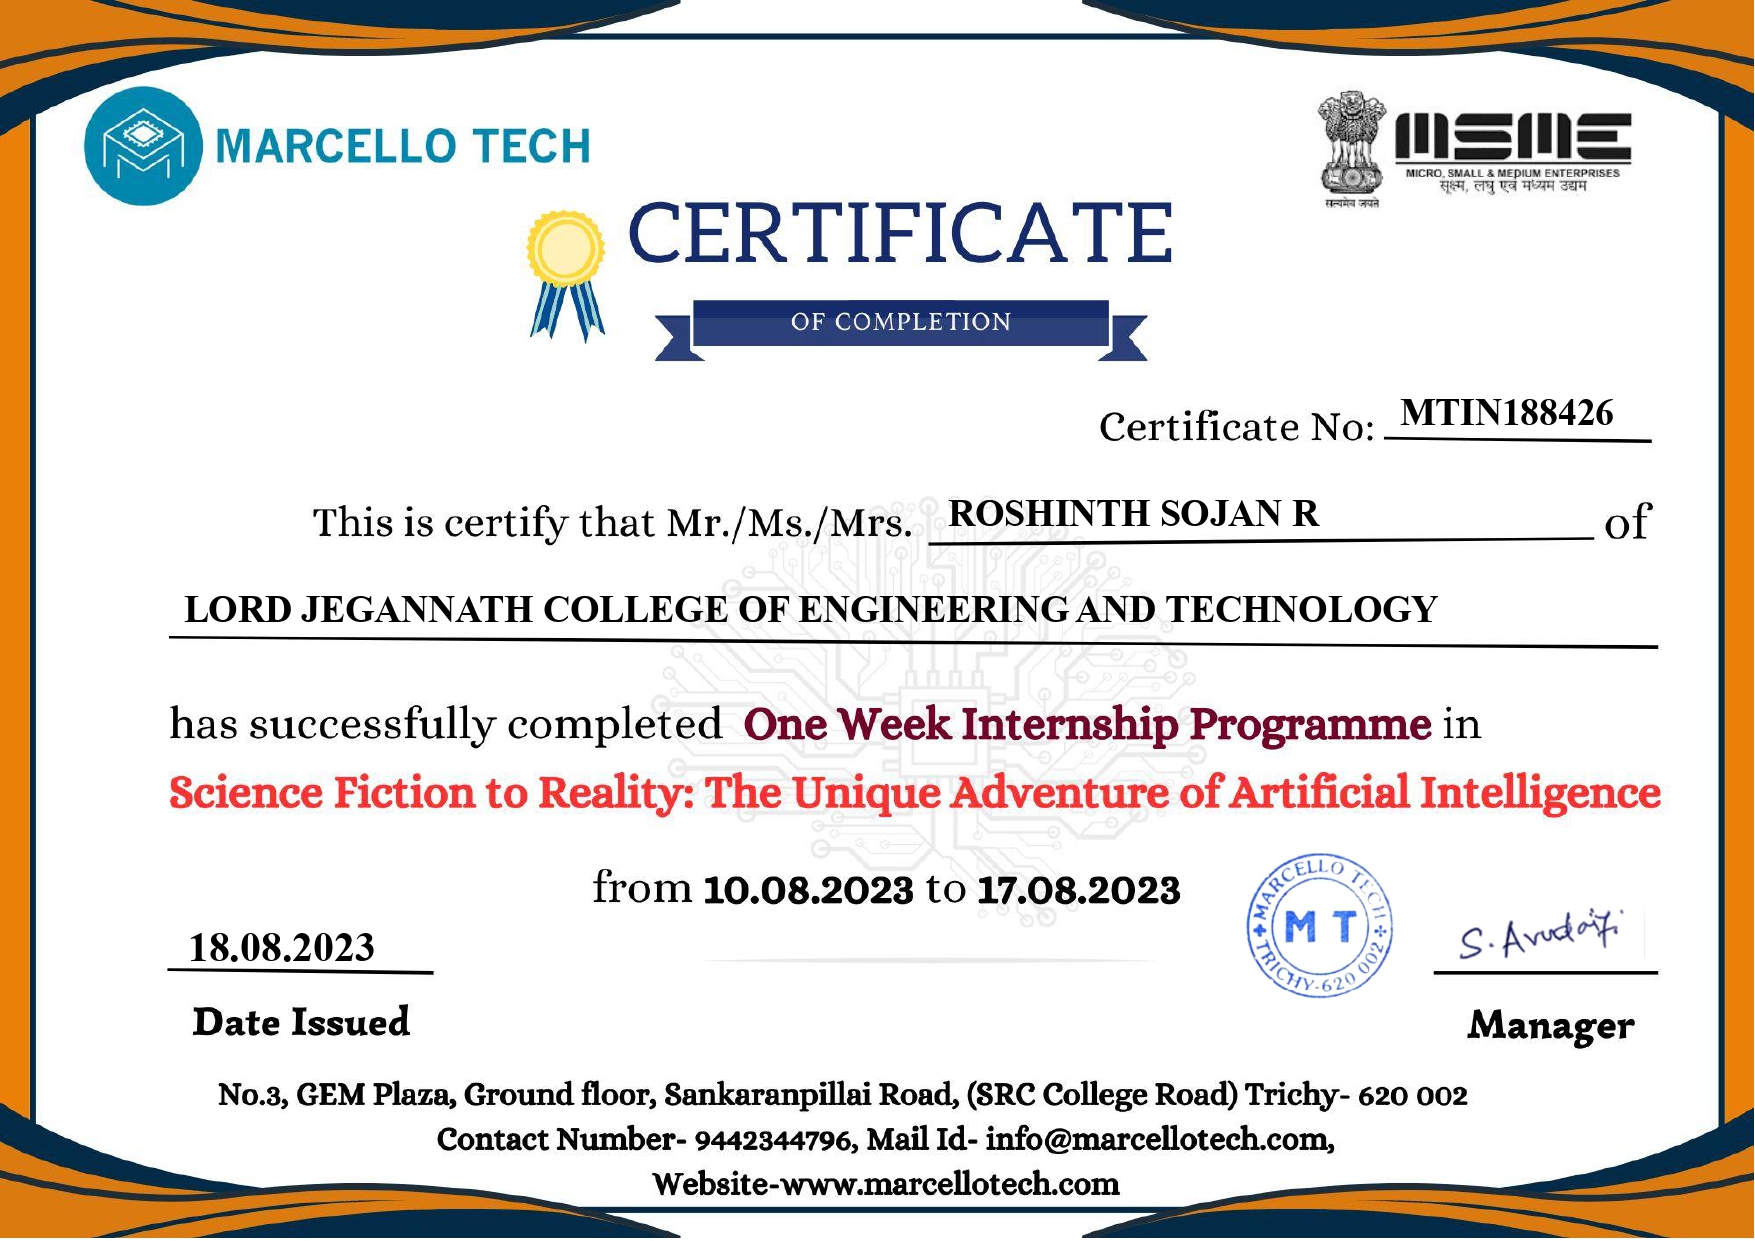 MARCELLO TECH
MSME
MICRO, SMALL & MEDIUM ENTERPRISES
सूक्ष्म, लघु एवं मध्यम उद्यम
सत्यमेव जयते
CERTIFICATE
OF COMPLETION
Certificate No: MTIN188426
This is certify that Mr./Ms./Mrs. ROSHINTH SOJAN R of
LORD JEGANNATH COLLEGE OF ENGINEERING AND TECHNOLOGY
has successfully completed One Week Internship Programme in
Science Fiction to Reality: The Unique Adventure of Artificial Intelligence
from 10.08.2023 to 17.08.2023
MARCELLO TECH
M T
TRICHY-620 002
18.08.2023
S. Arudaiji
Date Issued
Manager
No.3, GEM Plaza, Ground floor, Sankaranpillai Road, (SRC College Road) Trichy- 620 002
Contact Number- 9442344796, Mail Id- info@marcellotech.com,
Website-www.marcellotech.com